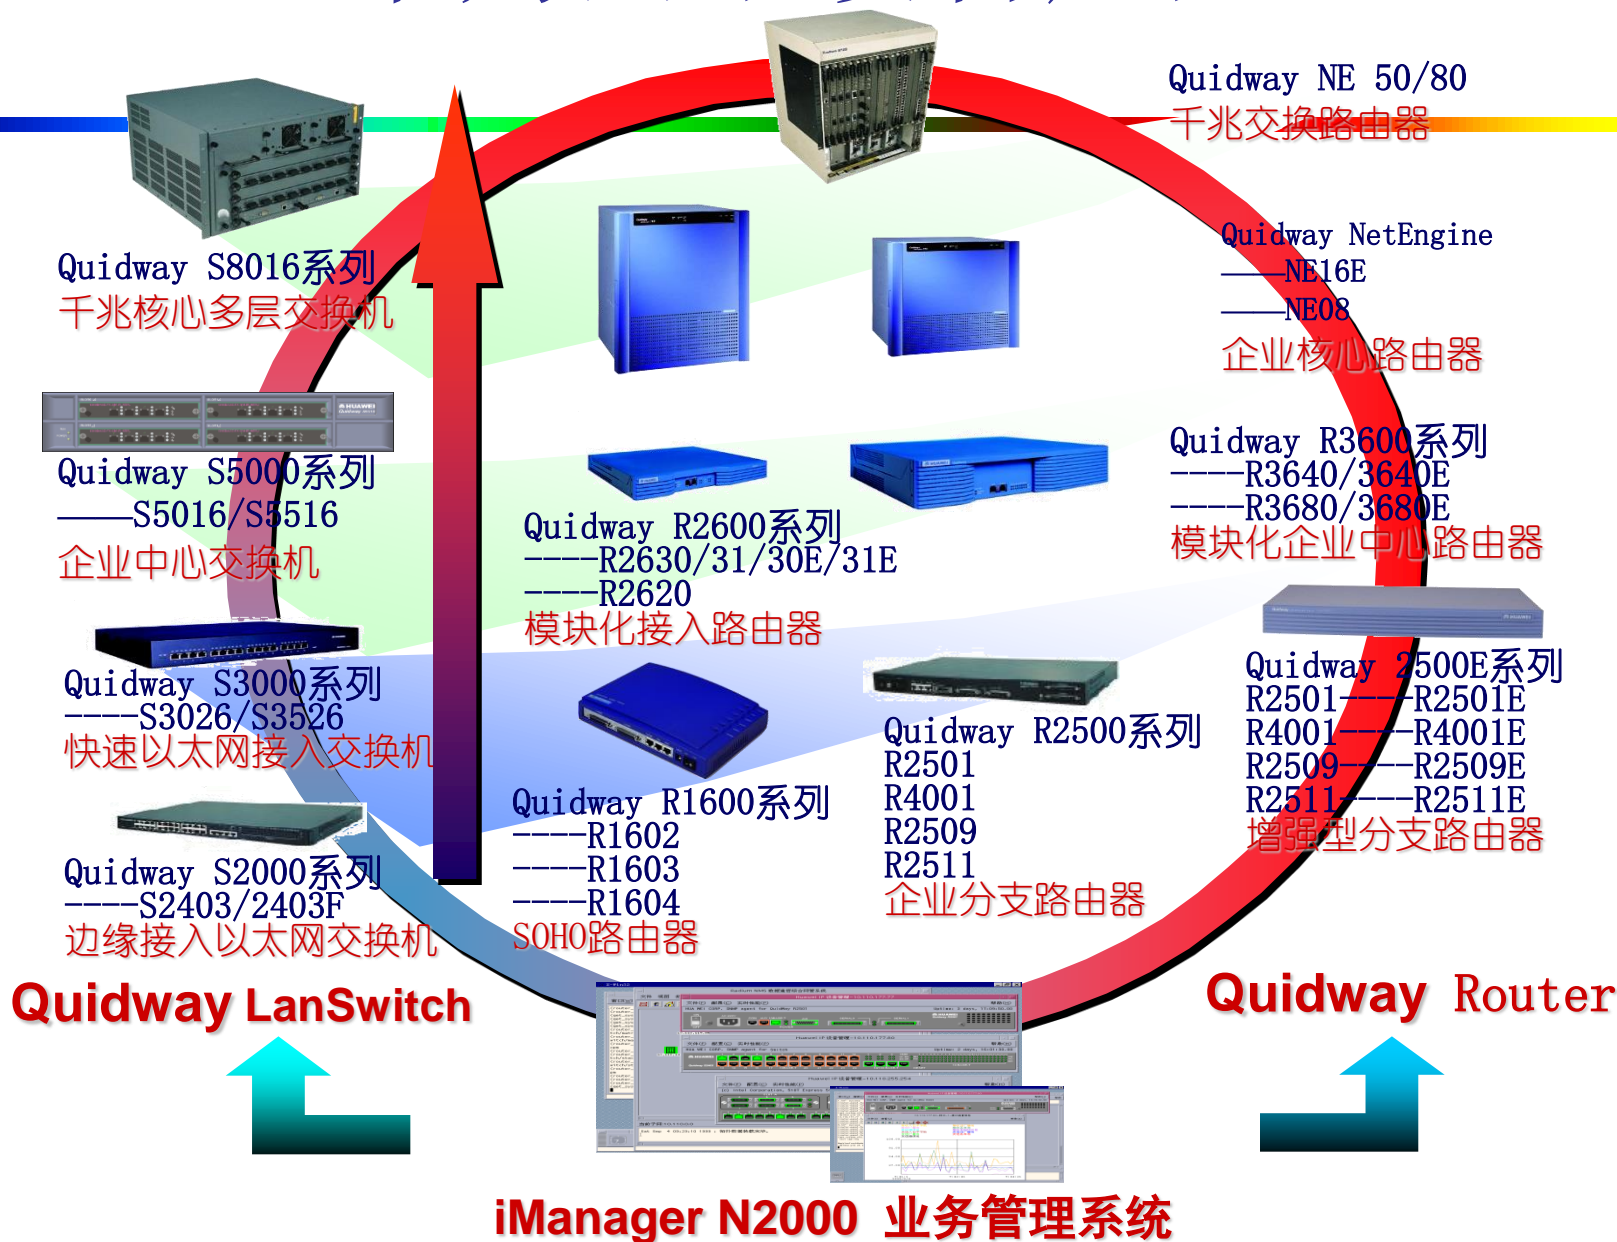 Quidway NE 50/80
千兆交换路由器
Quidway S8016系列
千兆核心多层交换机
Quidway NetEngine
——NE16E
——NE08
企业核心路由器
HUAWEI
Quidway S5000系列
——S5016/S5516
企业中心交换机
Quidway R3600系列
----R3640/3640E
----R3680/3680E
模块化企业中心路由器
Quidway R2600系列
----R2630/31/30E/31E
----R2620
模块化接入路由器
Quidway S3000系列
----S3026/S3526
快速以太网接入交换机
Quidway 2500E系列
R2501----R2501E
R4001----R4001E
R2509----R2509E
R2511----R2511E
增强型分支路由器
Quidway R2500系列
R2501
R4001
R2509
R2511
企业分支路由器
Quidway R1600系列
----R1602
----R1603
----R1604
SOHO路由器
Quidway S2000系列
----S2403/2403F
边缘接入以太网交换机
Quidway LanSwitch
Quidway Router
iManager N2000 业务管理系统